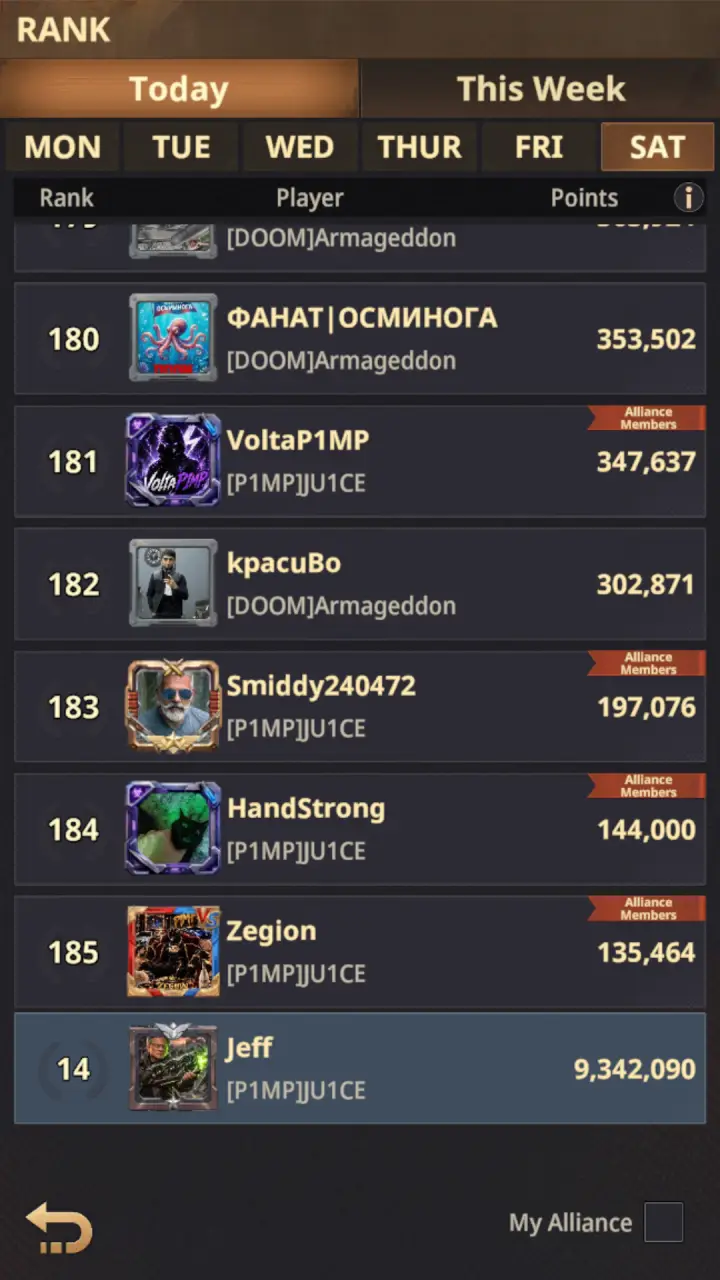 RANK
Today
This Week
MON
TUE
WED
THUR
FRI
SAT
Rank
Player
Points
[DOOM]Armageddon
180
ФАНАТ|ОСМИНОГА
[DOOM]Armageddon
353,502
Alliance
Members
181
VoltaP1MP
[P1MP]JU1CE
347,637
182
kpacuBo
[DOOM]Armageddon
302,871
Alliance
Members
183
Smiddy240472
[P1MP]JU1CE
197,076
Alliance
Members
184
HandStrong
[P1MP]JU1CE
144,000
Alliance
Members
185
Zegion
[P1MP]JU1CE
135,464
14
Jeff
[P1MP]JU1CE
9,342,090
My Alliance